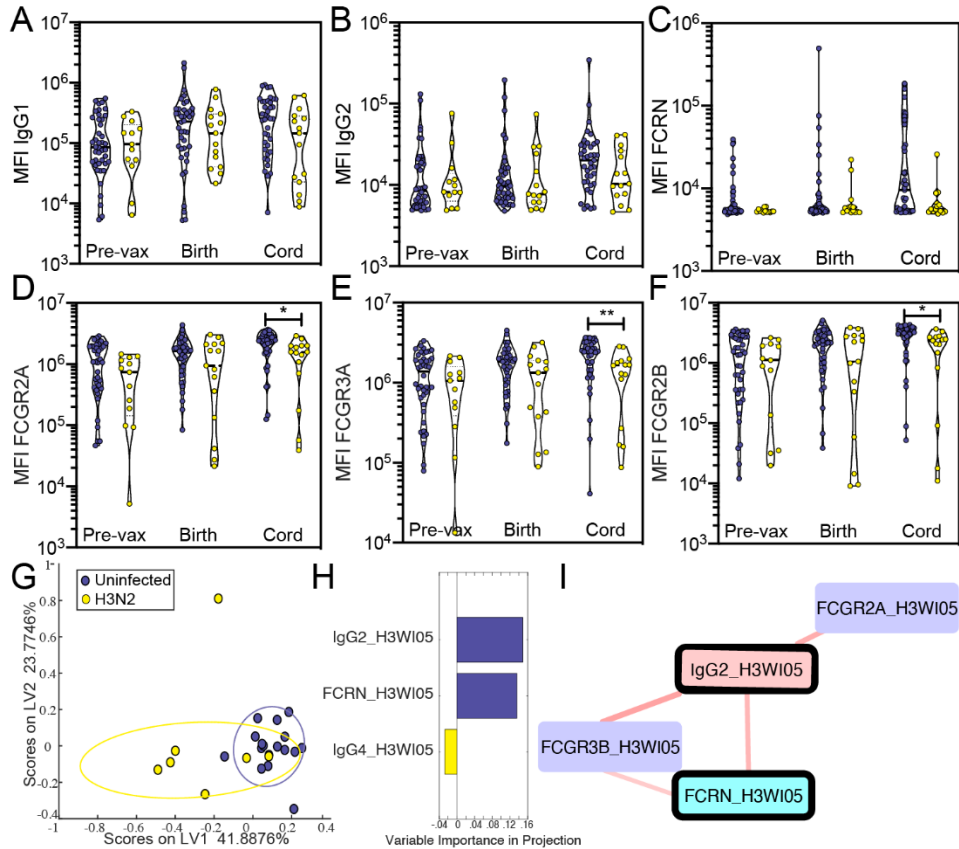 A
MFI IgG1
10^7
10^6
10^5
10^4
10^3
Pre-vax Birth Cord
B
MFI IgG2
10^6
10^5
10^4
10^3
Pre-vax Birth Cord
C
MFI FCRN
10^6
10^5
10^4
10^3
Pre-vax Birth Cord
D
MFI FCGR2A
10^7
10^6
10^5
10^4
10^3
*
Pre-vax Birth Cord
E
MFI FCGR3A
10^7
10^6
10^5
10^4
**
Pre-vax Birth Cord
F
MFI FCGR2B
10^7
10^6
10^5
10^4
10^3
*
Pre-vax Birth Cord
G
Uninfected
H3N2
Scores on LV2 23.7746%
1
0.8
0.6
0.4
0.2
0
-0.2
-0.4
-1 -0.8 -0.6 -0.4 -0.2 0 0.2 0.4
Scores on LV1 41.8876%
H
IgG2_H3WI05
FCRN_H3WI05
IgG4_H3WI05
-.04 0 .04 .08 .12 .16
Variable Importance in Projection
I
FCGR2A_H3WI05
IgG2_H3WI05
FCGR3B_H3WI05
FCRN_H3WI05